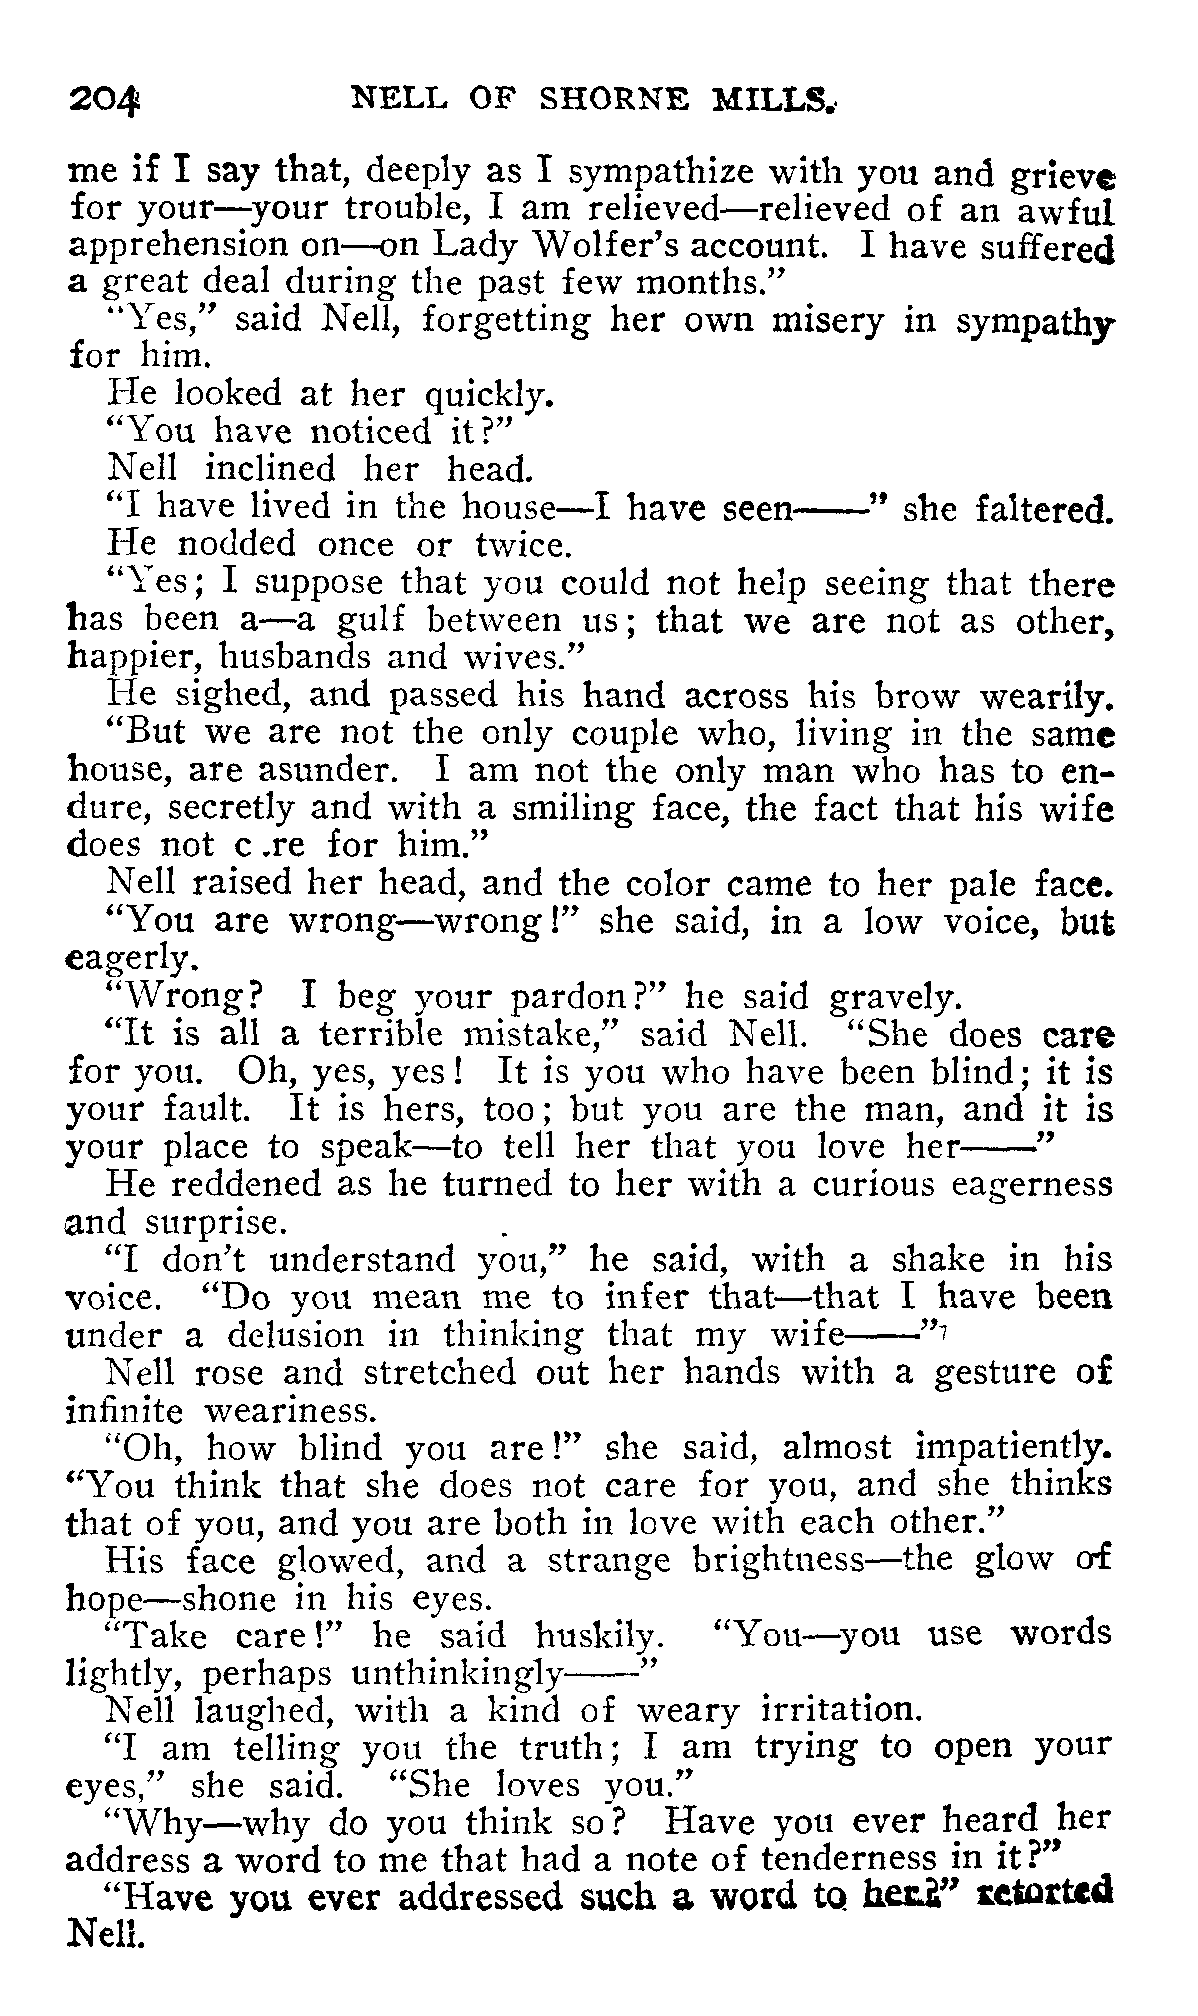 204 NELL OF SHORNE MILLS.
me if I say that, deeply as I sympathize with you and grieve
for your—your trouble, I am relieved—relieved of an awful
apprehension on—on Lady Wolfer's account. I have suffered
a great deal during the past few months."
"Yes," said Nell, forgetting her own misery in sympathy
for him.
He looked at her quickly.
"You have noticed it?"
Nell inclined her head.
"I have lived in the house—I have seen——" she faltered.
He nodded once or twice.
"Yes; I suppose that you could not help seeing that there
has been a—a gulf between us; that we are not as other,
happier, husbands and wives."
He sighed, and passed his hand across his brow wearily.
"But we are not the only couple who, living in the same
house, are asunder. I am not the only man who has to en-
dure, secretly and with a smiling face, the fact that his wife
does not c.re for him."
Nell raised her head, and the color came to her pale face.
"You are wrong—wrong!" she said, in a low voice, but
eagerly.
"Wrong? I beg your pardon?" he said gravely.
"It is all a terrible mistake," said Nell. "She does care
for you. Oh, yes, yes! It is you who have been blind; it is
your fault. It is hers, too; but you are the man, and it is
your place to speak—to tell her that you love her——"
He reddened as he turned to her with a curious eagerness
and surprise.
"I don't understand you," he said, with a shake in his
voice. "Do you mean me to infer that—that I have been
under a delusion in thinking that my wife——"
Nell rose and stretched out her hands with a gesture of
infinite weariness.
"Oh, how blind you are!" she said, almost impatiently.
"You think that she does not care for you, and she thinks
that of you, and you are both in love with each other."
His face glowed, and a strange brightness—the glow of
hope—shone in his eyes.
"Take care!" he said huskily. "You—you use words
lightly, perhaps unthinkingly——"
Nell laughed, with a kind of weary irritation.
"I am telling you the truth; I am trying to open your
eyes," she said. "She loves you."
"Why—why do you think so? Have you ever heard her
address a word to me that had a note of tenderness in it?"
"Have you ever addressed such a word to her?" retorted
Nell.